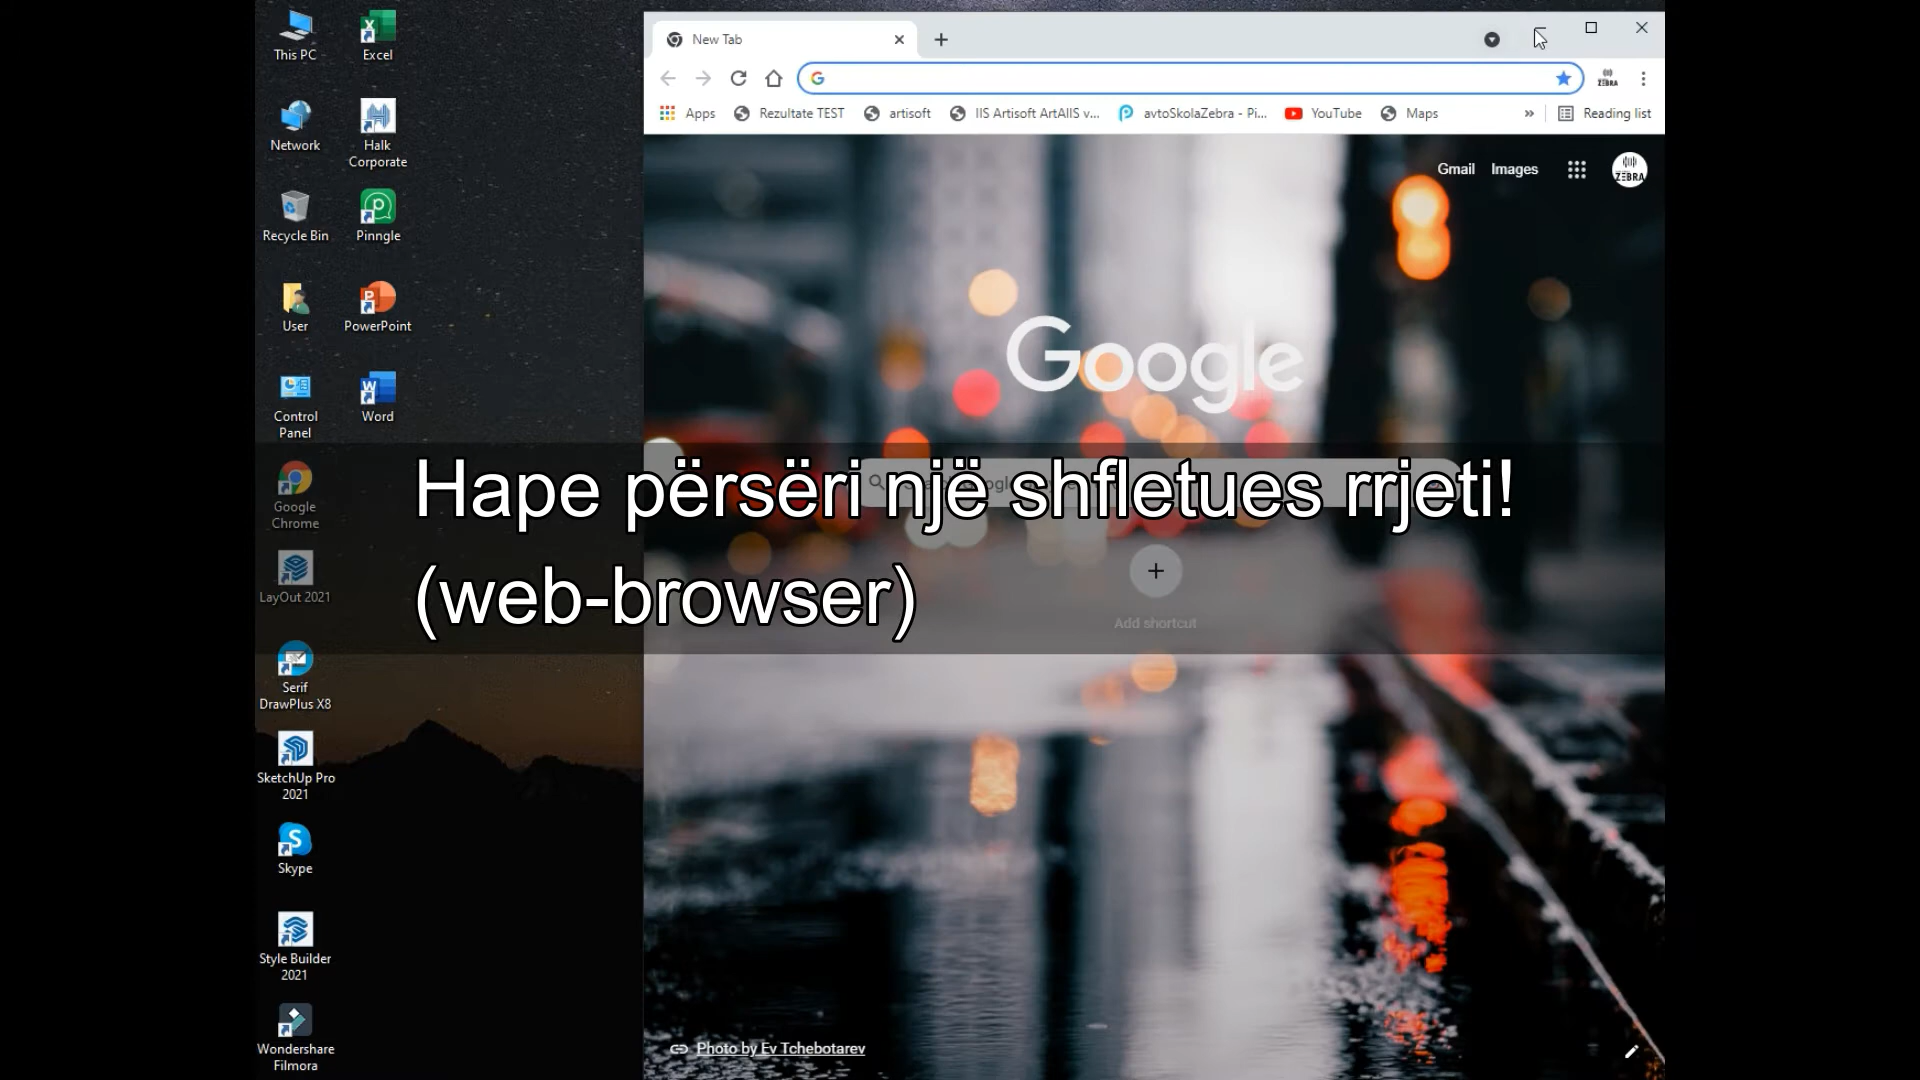 This PC
Excel
Network
Halk
Corporate
Recycle Bin
Pinngle
User
PowerPoint
Control
Panel
Word
Google
Chrome
LayOut 2021
Serif
DrawPlus X8
SketchUp Pro
2021
Skype
Style Builder
2021
Wondershare
Filmora
New Tab
ZEBRA
Apps
Rezultate TEST
artisoft
IIS Artisoft ArtAIIS v...
avtoSkolaZebra - Pi...
YouTube
Maps
»
Reading list
Gmail
Images
ZEBRA
Google
Hape përsëri një shfletues rrjeti!
(web-browser)
Add shortcut
Photo by Ev Tchebotarev